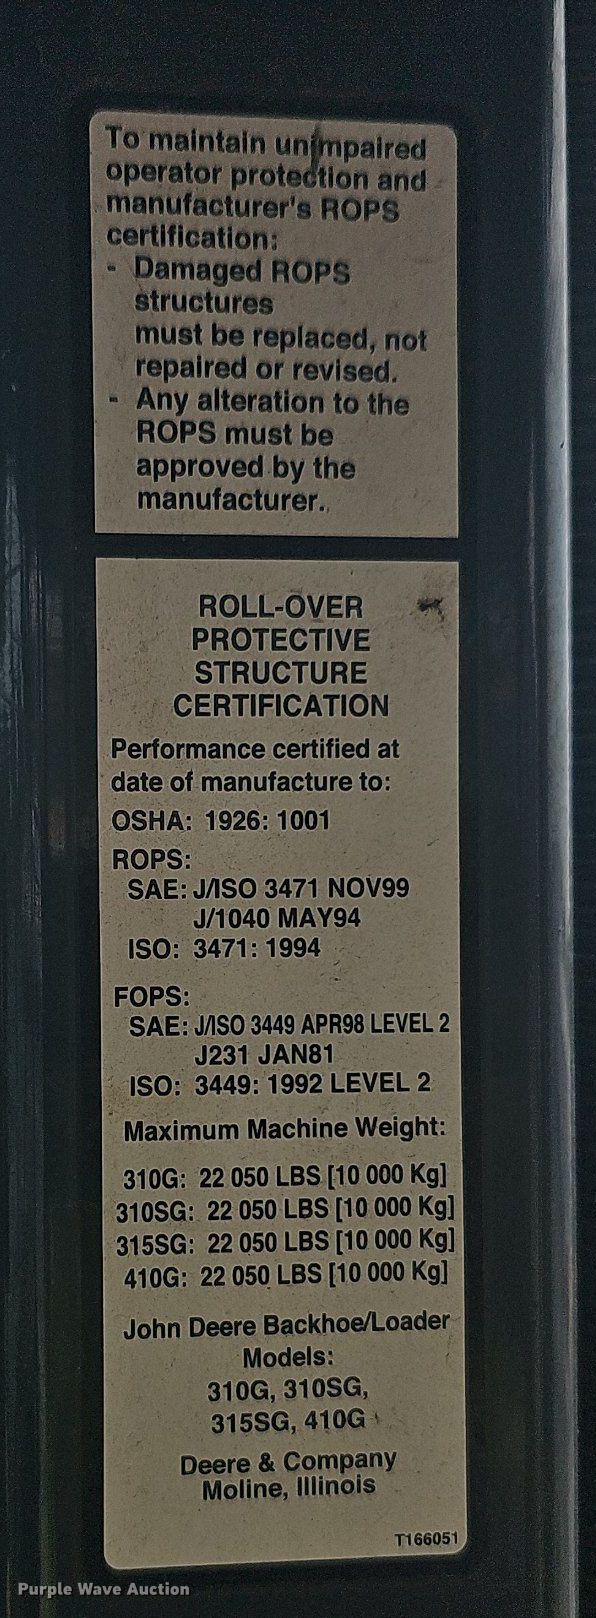 To maintain unimpaired
operator protection and
manufacturer's ROPS
certification:
- Damaged ROPS
structures
must be replaced, not
repaired or revised.
- Any alteration to the
ROPS must be
approved by the
manufacturer.
ROLL-OVER
PROTECTIVE
STRUCTURE
CERTIFICATION
Performance certified at
date of manufacture to:
OSHA: 1926: 1001
ROPS:
SAE: J/ISO 3471 NOV99
J/1040 MAY94
ISO: 3471: 1994
FOPS:
SAE: J/ISO 3449 APR98 LEVEL 2
J231 JAN81
ISO: 3449: 1992 LEVEL 2
Maximum Machine Weight:
310G: 22 050 LBS [10 000 Kg]
310SG: 22 050 LBS [10 000 Kg]
315SG: 22 050 LBS [10 000 Kg]
410G: 22 050 LBS [10 000 Kg]
John Deere Backhoe/Loader
Models:
310G, 310SG,
315SG, 410G
Deere & Company
Moline, Illinois
T166051
Purple Wave Auction